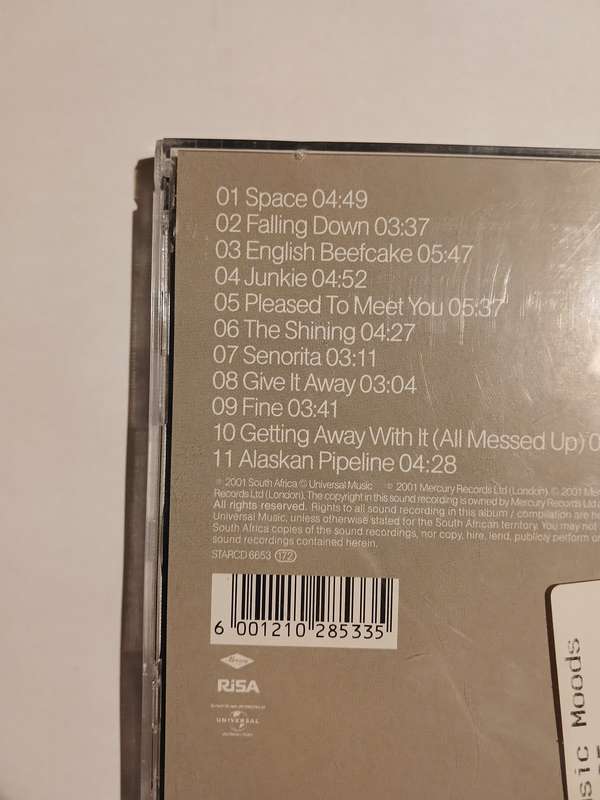 01 Space 04:49
02 Falling Down 03:37
03 English Beefcake 05:47
04 Junkie 04:52
05 Pleased To Meet You 05:37
06 The Shining 04:27
07 Senorita 03:11
08 Give It Away 03:04
09 Fine 03:41
10 Getting Away With It (All Messed Up) 0
11 Alaskan Pipeline 04:28
℗ 2001 South Africa © Universal Music ℗ 2001 Mercury Records Ltd (London). © 2001
Records Ltd (London). The copyright in this sound recording is owned by Mercury Records Ltd
All rights reserved. Rights to all sound recording in this album / compilation are
Universal Music, unless otherwise stated for the South African territory. You may not
South Africa copies of the sound recordings, nor copy, hire, lend, publicly perform
sound recordings contained herein.
STARCD 6653 172
6 001210 285335
RiSA
UNIVERSAL
sic Moods